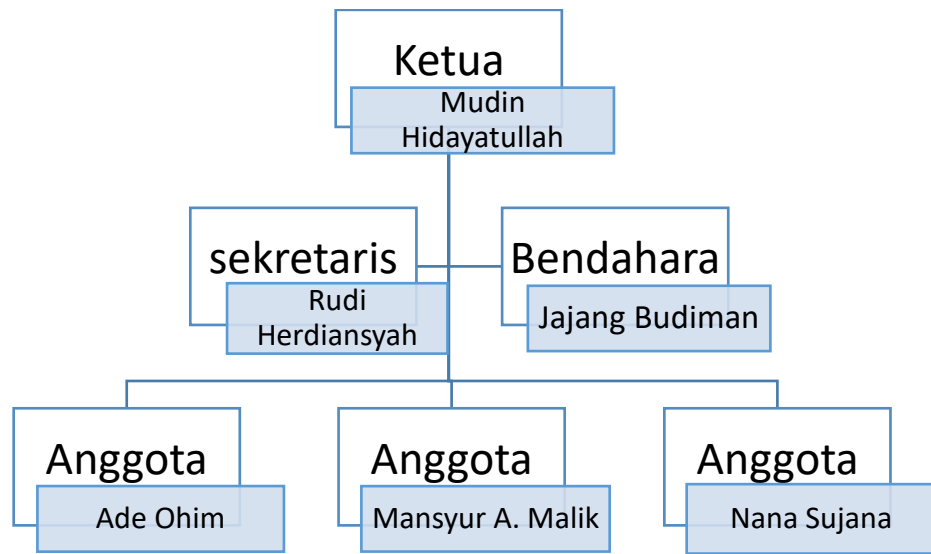 Ketua
Mudin
Hidayatullah
sekretaris
Rudi
Herdiansyah
Bendahara
Jajang Budiman
Anggota
Ade Ohim
Anggota
Mansyur A. Malik
Anggota
Nana Sujana